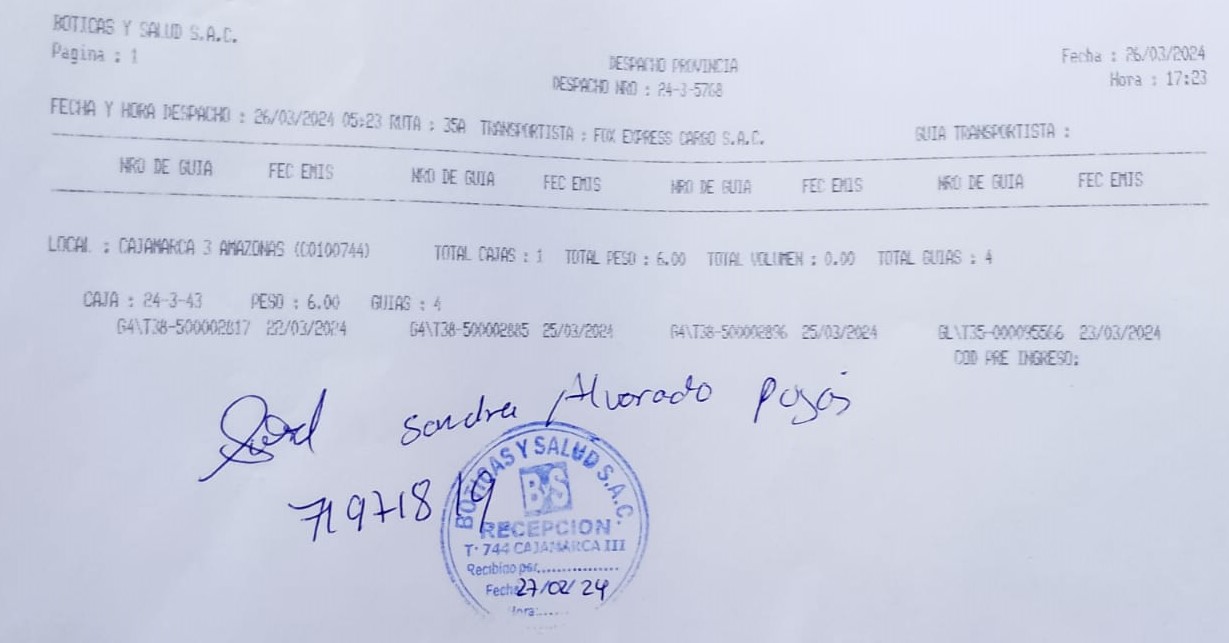 BOTICAS Y SALUD S.A.C.
Pagina : 1
DESPACHO PROVINCIA
DESPACHO NRO : 24-3-5768
Fecha : 26/03/2024
Hora : 17:23
FECHA Y HORA DESPACHO : 26/03/2024 05:23 RUTA : 35A TRANSPORTISTA : FOX EXPRESS CARGO S.A.C. GUIA TRANSPORTISTA :
NRO DE GUIA FEC EMIS NRO DE GUIA FEC EMIS NRO DE GUIA FEC EMIS NRO DE GUIA FEC EMIS
LOCAL : CAJAMARCA 3 AMAZONAS (C0100744) TOTAL CAJAS : 1 TOTAL PESO : 6.00 TOTAL VOLUMEN : 0.00 TOTAL GUIAS : 4
CAJA : 24-3-43 PESO : 6.00 GUIAS : 4
G4\T38-500002817 22/03/2024 G4\T38-500002885 25/03/2024 G4\T38-500002896 25/03/2024 GL\T35-000095566 23/03/2024
COD PRE INGRESO:
Sandra Alvarado
719718
BOTICAS Y SALUD S.A.C.
BYS
RECEPCION
T-744 CAJAMARCA III
Recibido por
Fecha 27/02/24
Hora: